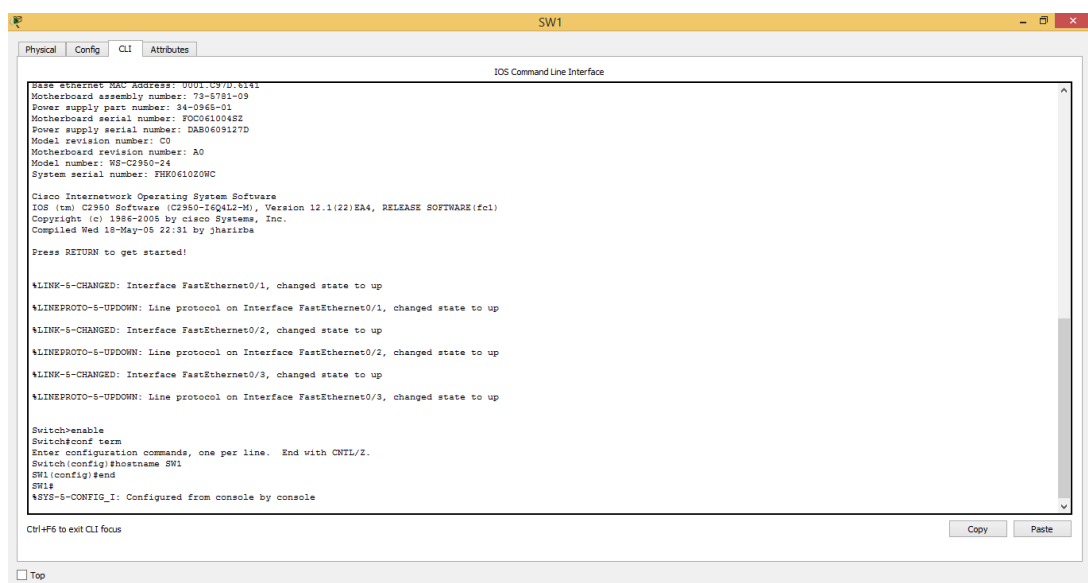 SW1
Physical Config CLI Attributes
IOS Command Line Interface
Base ethernet MAC Address: 0001.C97D.6141
Motherboard assembly number: 73-5781-09
Power supply part number: 34-0965-01
Motherboard serial number: FOC061004SZ
Power supply serial number: DAB0609127D
Model revision number: C0
Motherboard revision number: A0
Model number: WS-C2950-24
System serial number: FHK0610Z0WC
Cisco Internetwork Operating System Software
IOS (tm) C2950 Software (C2950-I6Q4L2-M), Version 12.1(22)EA4, RELEASE SOFTWARE(fc1)
Copyright (c) 1986-2005 by cisco Systems, Inc.
Compiled Wed 18-May-05 22:31 by jharirba
Press RETURN to get started!
%LINK-5-CHANGED: Interface FastEthernet0/1, changed state to up
%LINEPROTO-5-UPDOWN: Line protocol on Interface FastEthernet0/1, changed state to up
%LINK-5-CHANGED: Interface FastEthernet0/2, changed state to up
%LINEPROTO-5-UPDOWN: Line protocol on Interface FastEthernet0/2, changed state to up
%LINK-5-CHANGED: Interface FastEthernet0/3, changed state to up
%LINEPROTO-5-UPDOWN: Line protocol on Interface FastEthernet0/3, changed state to up
Switch>enable
Switch#conf term
Enter configuration commands, one per line. End with CNTL/Z.
Switch(config)#hostname SW1
SW1(config)#end
SW1#
%SYS-5-CONFIG_I: Configured from console by console
Ctrl+F6 to exit CLI focus
Copy Paste
Top